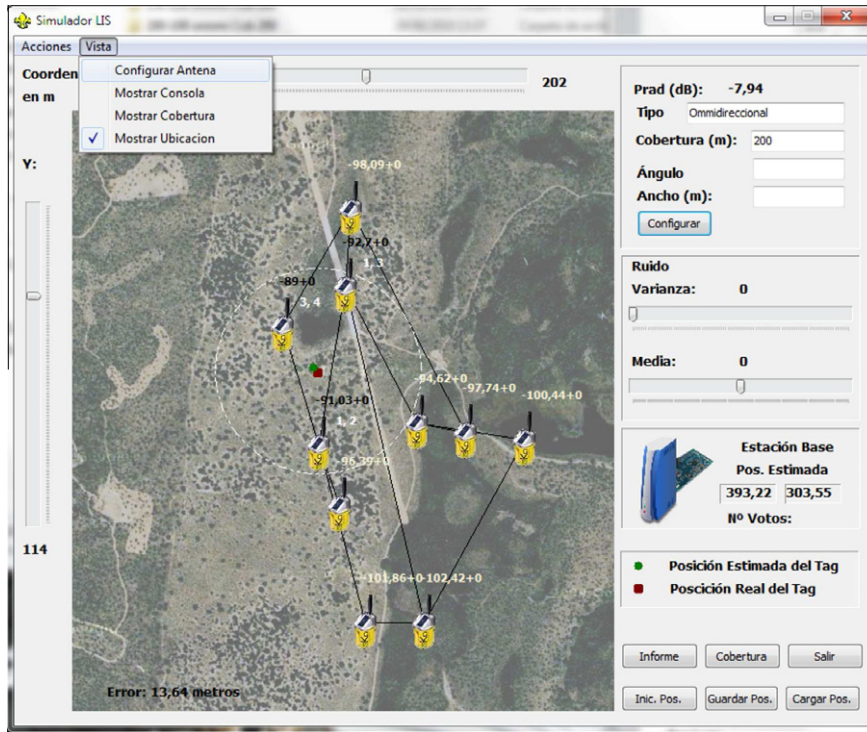 Simulador LIS
Acciones Vista
Configurar Antena
Mostrar Consola
Mostrar Cobertura
Mostrar Ubicacion
Coorden
en m
202
Y:
114
-98,09+0
-92,7+0
1, 3
-89+0
3, 4
-91,03+0
1, 2
-96,39+0
-94,62+0
-97,74+0
-100,44+0
-101,86+0
-102,42+0
Error: 13,64 metros
Prad (dB): -7,94
Tipo Ommidireccional
Cobertura (m): 200
Ángulo
Ancho (m):
Configurar
Ruido
Varianza: 0
Media: 0
Estación Base
Pos. Estimada
393,22 303,55
Nº Votos:
Posición Estimada del Tag
Poscición Real del Tag
Informe Cobertura Salir
Inic. Pos. Guardar Pos. Cargar Pos.